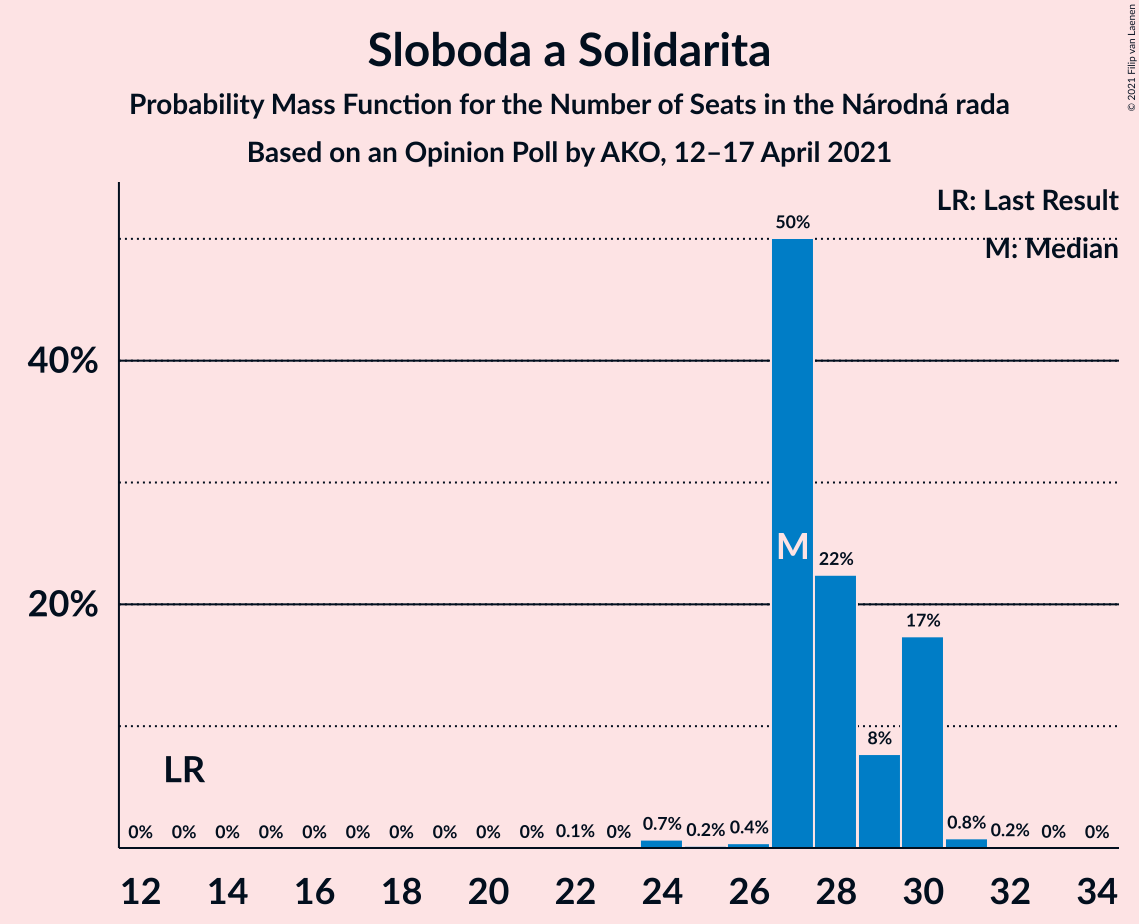 Sloboda a Solidarita
Probability Mass Function for the Number of Seats in the Národná rada
Based on an Opinion Poll by AKO, 12–17 April 2021
© 2021 Filip van Laenen
LR: Last Result
M: Median
50%
40%
M
22%
20%
17%
8%
LR
0% 0% 0% 0% 0% 0% 0% 0% 0% 0% 0.1% 0% 0.7% 0.2% 0.4% 0.8% 0.2% 0% 0%
12 14 16 18 20 22 24 26 28 30 32 34